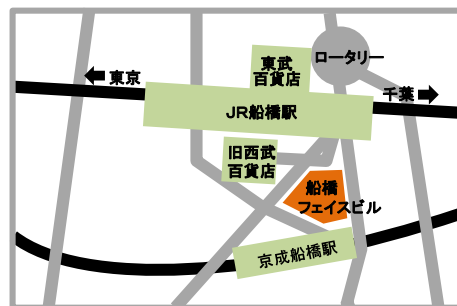 ロータリー
東武
百貨店
東京
千葉
JR船橋駅
旧西武
百貨店
船橋
フェイスビル
京成船橋駅